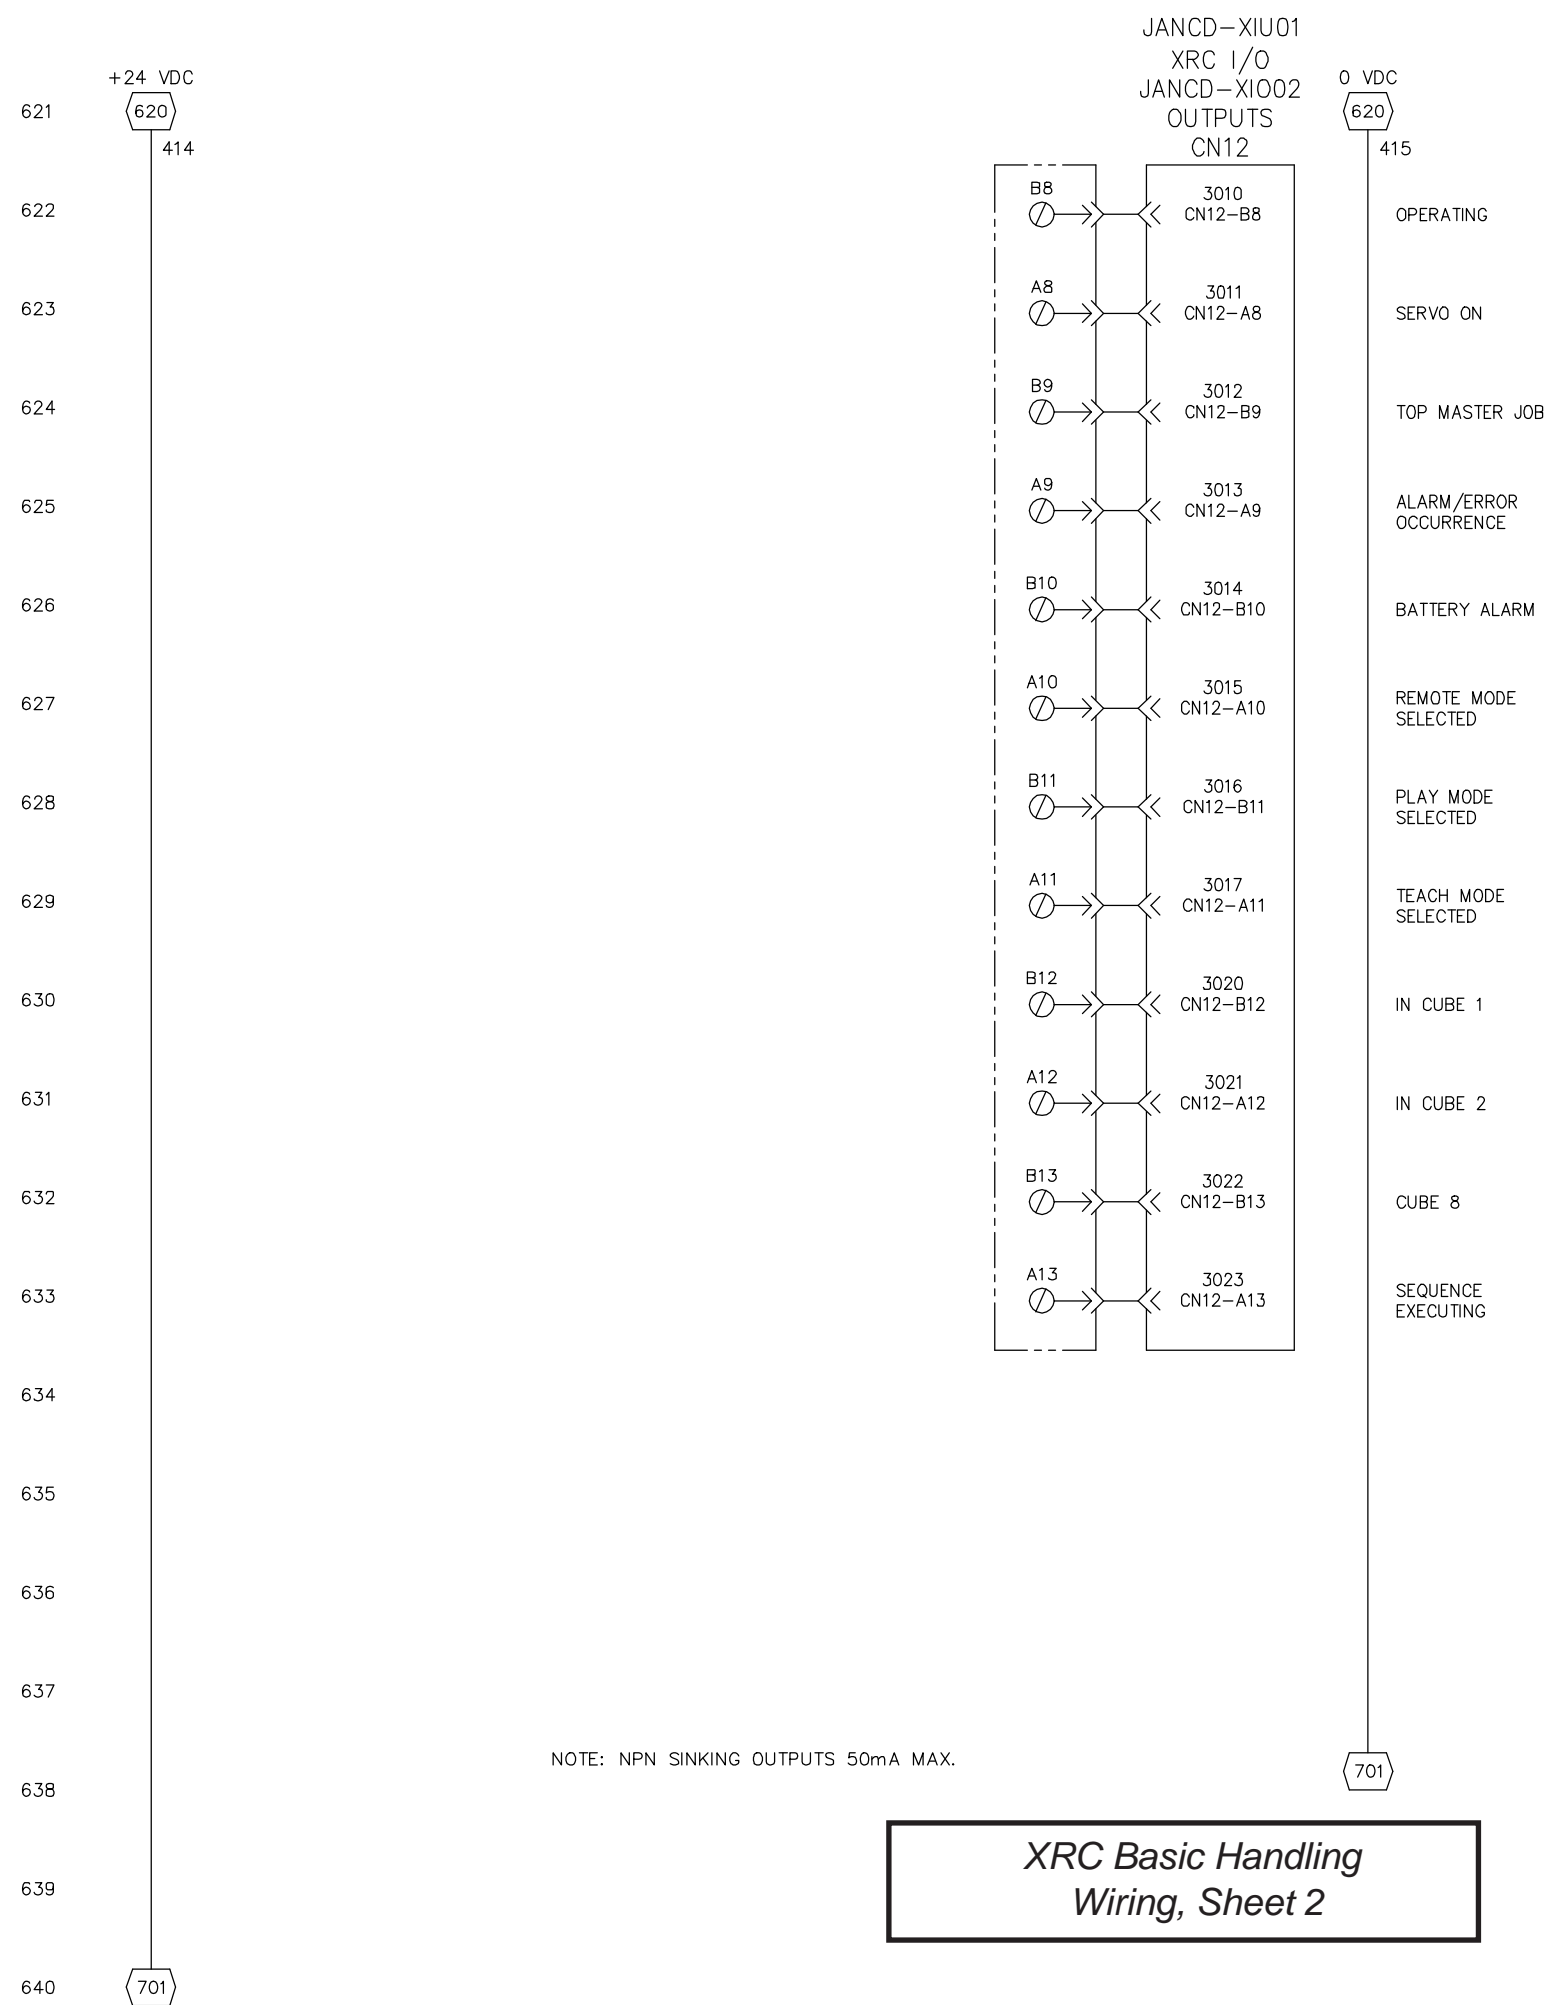 JANCD-XIU01
XRC I/O
JANCD-XIO02
OUTPUTS
CN12
+24 VDC
0 VDC
621
620
620
414
415
622
B8
3010
CN12-B8
OPERATING
623
A8
3011
CN12-A8
SERVO ON
624
B9
3012
CN12-B9
TOP MASTER JOB
625
A9
3013
CN12-A9
ALARM/ERROR
OCCURRENCE
626
B10
3014
CN12-B10
BATTERY ALARM
627
A10
3015
CN12-A10
REMOTE MODE
SELECTED
628
B11
3016
CN12-B11
PLAY MODE
SELECTED
629
A11
3017
CN12-A11
TEACH MODE
SELECTED
630
B12
3020
CN12-B12
IN CUBE 1
631
A12
3021
CN12-A12
IN CUBE 2
632
B13
3022
CN12-B13
CUBE 8
633
A13
3023
CN12-A13
SEQUENCE
EXECUTING
634
635
636
637
NOTE: NPN SINKING OUTPUTS 50mA MAX.
701
638
XRC Basic Handling
Wiring, Sheet 2
639
640
701